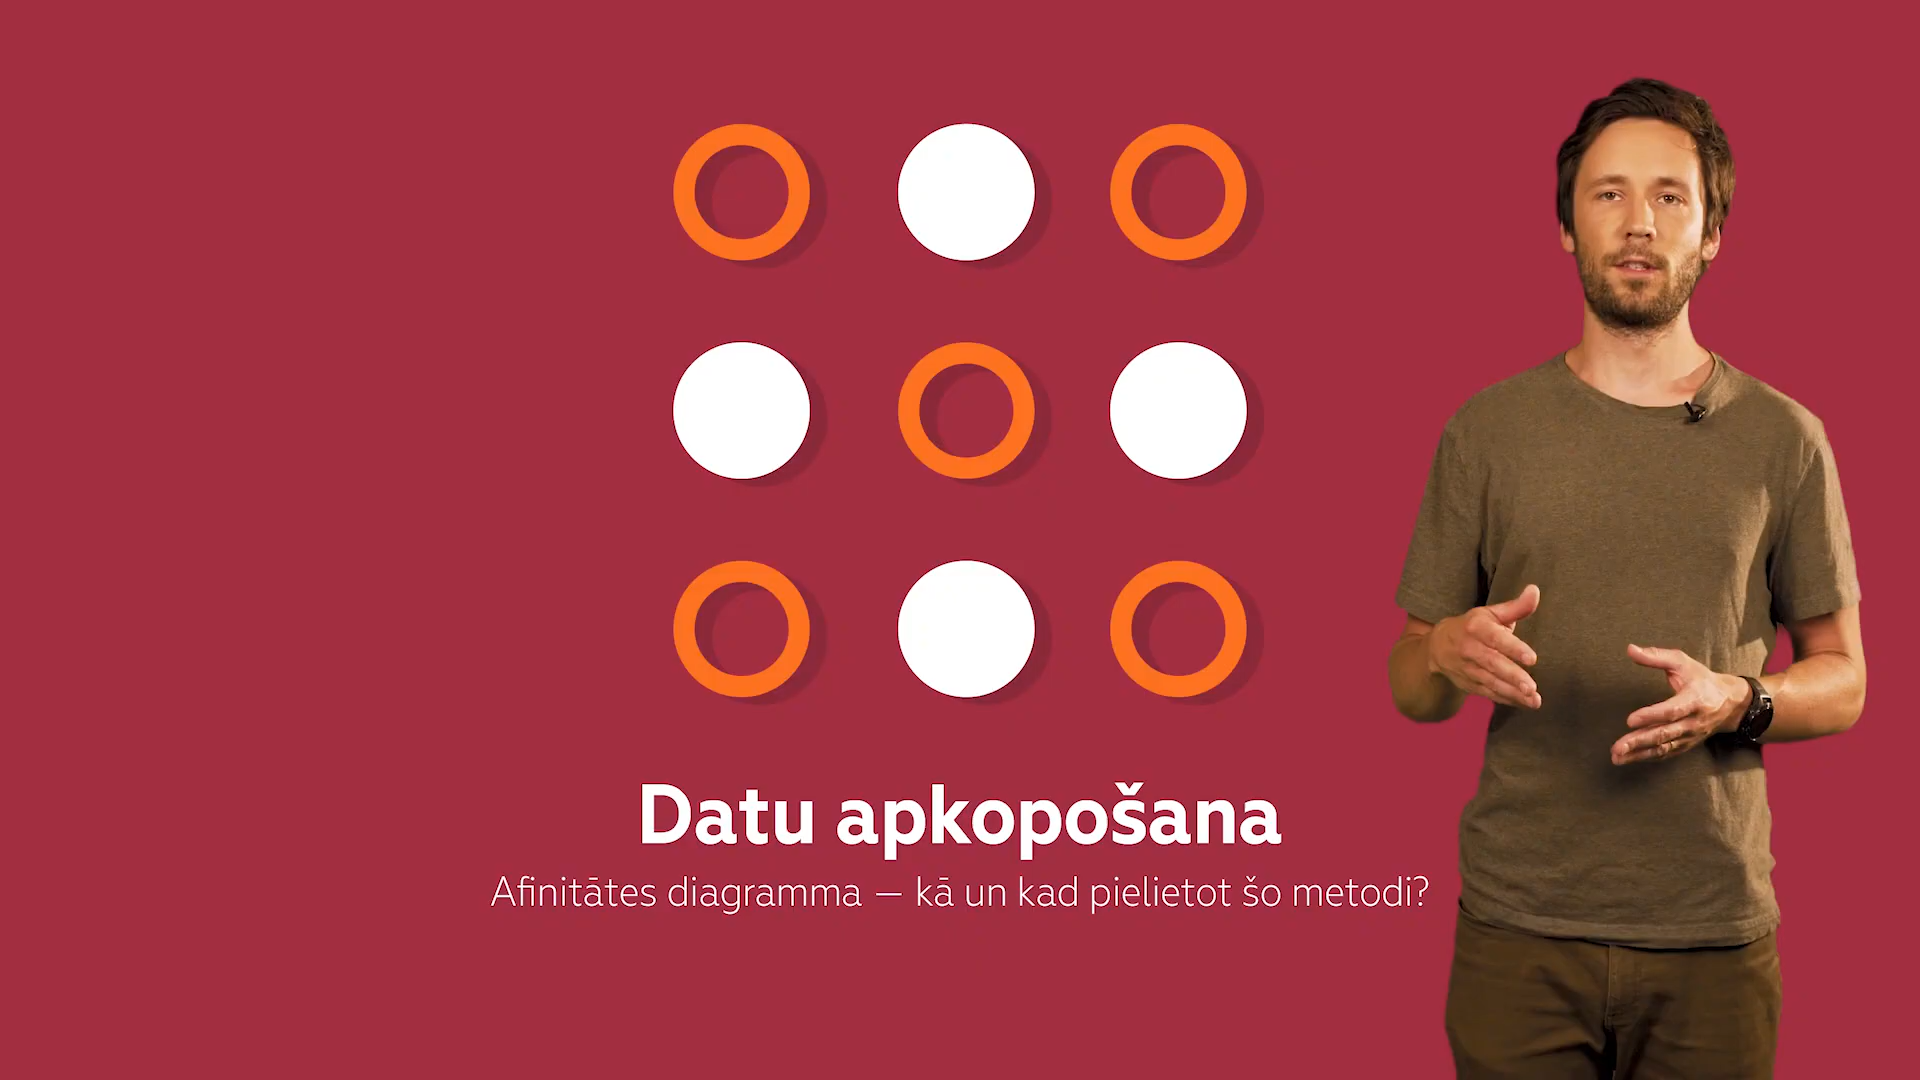 Datu apkopošana
Afinitātes diagramma — kā un kad pielietot šo metodi?